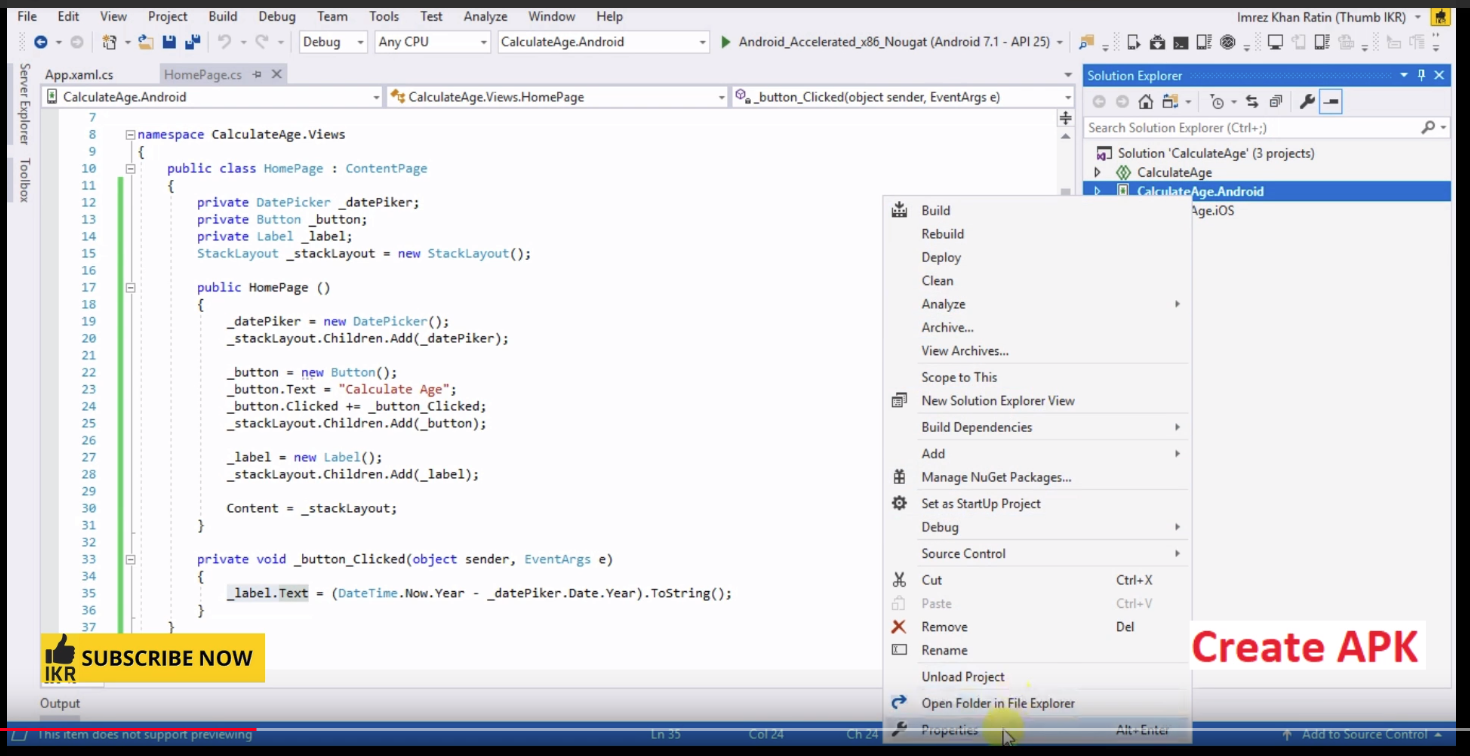 File Edit View Project Build Debug Team Tools Test Analyze Window Help Imrez Khan Ratin (Thumb IKR)
Debug Any CPU CalculateAge.Android Android_Accelerated_x86_Nougat (Android 7.1 - API 25)
Server Explorer
Toolbox
App.xaml.cs HomePage.cs
CalculateAge.Android CalculateAge.Views.HomePage _button_Clicked(object sender, EventArgs e)
7
8 namespace CalculateAge.Views
9 {
10 public class HomePage : ContentPage
11 {
12 private DatePicker _datePiker;
13 private Button _button;
14 private Label _label;
15 StackLayout _stackLayout = new StackLayout();
16
17 public HomePage ()
18 {
19 _datePiker = new DatePicker();
20 _stackLayout.Children.Add(_datePiker);
21
22 _button = new Button();
23 _button.Text = "Calculate Age";
24 _button.Clicked += _button_Clicked;
25 _stackLayout.Children.Add(_button);
26
27 _label = new Label();
28 _stackLayout.Children.Add(_label);
29
30 Content = _stackLayout;
31 }
32
33 private void _button_Clicked(object sender, EventArgs e)
34 {
35 _label.Text = (DateTime.Now.Year - _datePiker.Date.Year).ToString();
36 }
37 }
IKR SUBSCRIBE NOW
Output
This item does not support previewing Ln 35 Col 24 Ch 24 Add to Source Control
Solution Explorer
Search Solution Explorer (Ctrl+;)
Solution 'CalculateAge' (3 projects)
CalculateAge
CalculateAge.Android
Age.iOS
Build
Rebuild
Deploy
Clean
Analyze
Archive...
View Archives...
Scope to This
New Solution Explorer View
Build Dependencies
Add
Manage NuGet Packages...
Set as StartUp Project
Debug
Source Control
Cut Ctrl+X
Paste Ctrl+V
Remove Del
Rename
Unload Project
Open Folder in File Explorer
Properties Alt+Enter
Create APK